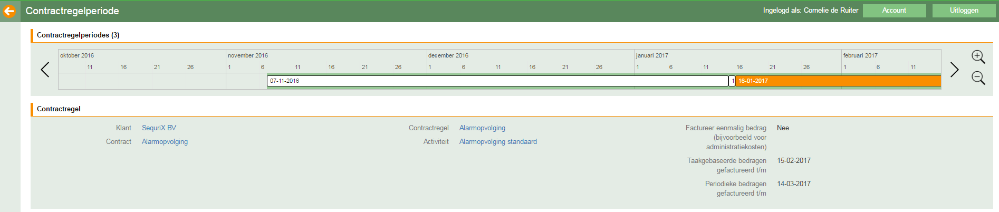 Contractregelperiode
Ingelogd als: Cornelie de Ruiter
Account
Uitloggen
Contractregelperiodes (3)
oktober 2016 november 2016 december 2016 januari 2017 februari 2017
11 16 21 26 1 6 11 16 21 26 1 6 11 16 21 26 1 6 11 16 21 26 1 6 11
07-11-2016 1 16-01-2017
Contractregel
Klant SequriX BV
Contract Alarmopvolging
Contractregel Alarmopvolging
Activiteit Alarmopvolging standaard
Factureer eenmalig bedrag Nee
(bijvoorbeeld voor
administratiekosten)
Taakgebaseerde bedragen 15-02-2017
gefactureerd t/m
Periodieke bedragen 14-03-2017
gefactureerd t/m